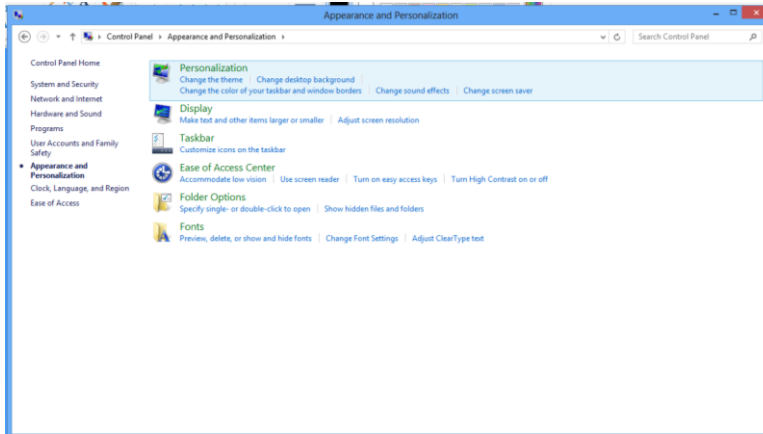 Appearance and Personalization
Control Panel Appearance and Personalization
Search Control Panel
Control Panel Home
System and Security
Network and Internet
Hardware and Sound
Programs
User Accounts and Family
Safety
Appearance and
Personalization
Clock, Language, and Region
Ease of Access
Personalization
Change the theme Change desktop background
Change the color of your taskbar and window borders Change sound effects Change screen saver
Display
Make text and other items larger or smaller Adjust screen resolution
Taskbar
Customize icons on the taskbar
Ease of Access Center
Accommodate low vision Use screen reader Turn on easy access keys Turn High Contrast on or off
Folder Options
Specify single- or double-click to open Show hidden files and folders
Fonts
Preview, delete, or show and hide fonts Change Font Settings Adjust ClearType text